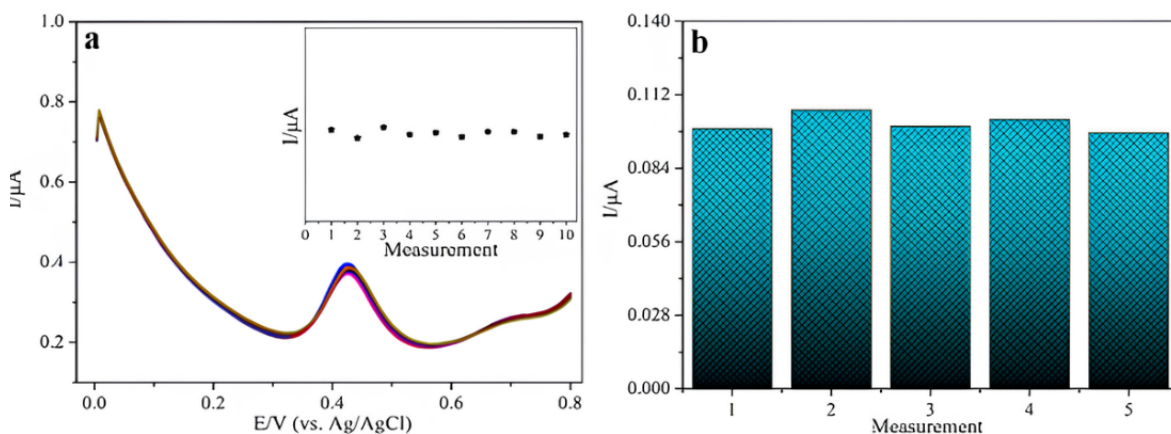 a
I/μA
1.0
0.8
0.6
0.4
0.2
0.0 0.2 0.4 0.6 0.8
E/V (vs. Ag/AgCl)
I/μA
0 1 2 3 4 5 6 7 8 9 10
Measurement
b
I/μA
0.140
0.112
0.084
0.056
0.028
0.000
1 2 3 4 5
Measurement